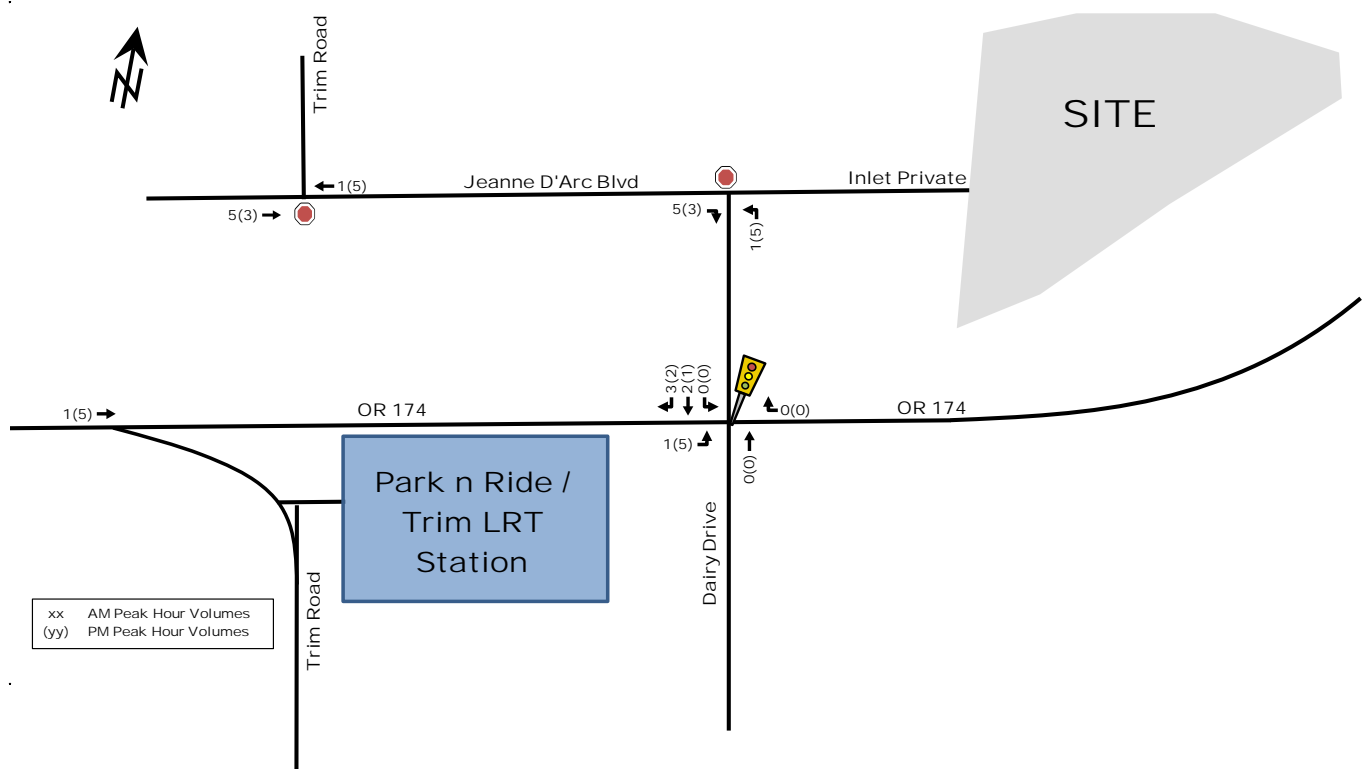 Trim Road
SITE
1(5)
Jeanne D'Arc Blvd
Inlet Private
5(3)
5(3)
1(5)
3(2)
2(1)
0(0)
1(5)
OR 174
0(0)
OR 174
1(5)
0(0)
Park n Ride /
Trim LRT
Station
Dairy Drive
Trim Road
xx AM Peak Hour Volumes
(yy) PM Peak Hour Volumes